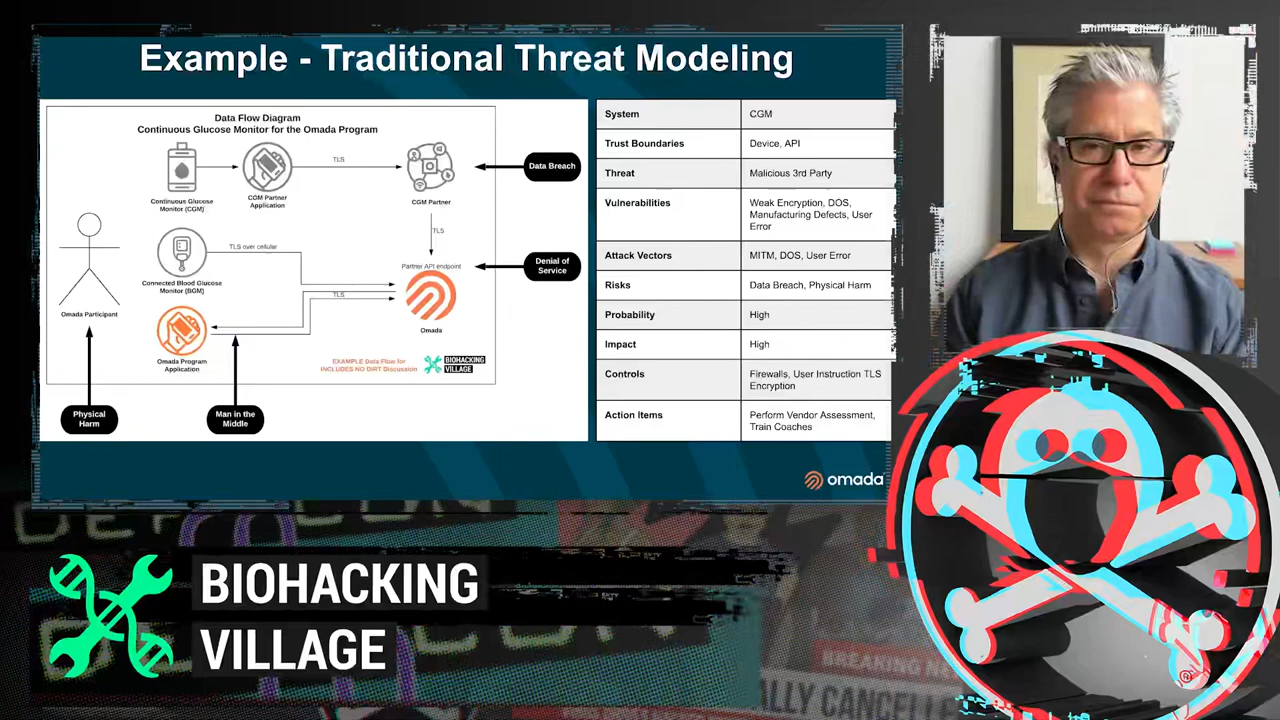 Example - Traditional Threat Modeling
Data Flow Diagram
Continuous Glucose Monitor for the Omada Program
TLS
Continuous Glucose
Monitor (CGM)
CGM Partner
Application
CGM Partner
Data Breach
TLS
TLS over cellular
Partner API endpoint
Denial of
Service
Connected Blood Glucose
Monitor (BGM)
TLS
Omada Participant
Omada
Omada Program
Application
EXAMPLE Data Flow for
INCLUDES NO DIRT Discussion
BIOHACKING
VILLAGE
Physical
Harm
Man in the
Middle
System CGM
Trust Boundaries Device, API
Threat Malicious 3rd Party
Vulnerabilities Weak Encryption, DOS,
Manufacturing Defects, User
Error
Attack Vectors MITM, DOS, User Error
Risks Data Breach, Physical Harm
Probability High
Impact High
Controls Firewalls, User Instruction TLS
Encryption
Action Items Perform Vendor Assessment,
Train Coaches
omada
BIOHACKING
VILLAGE